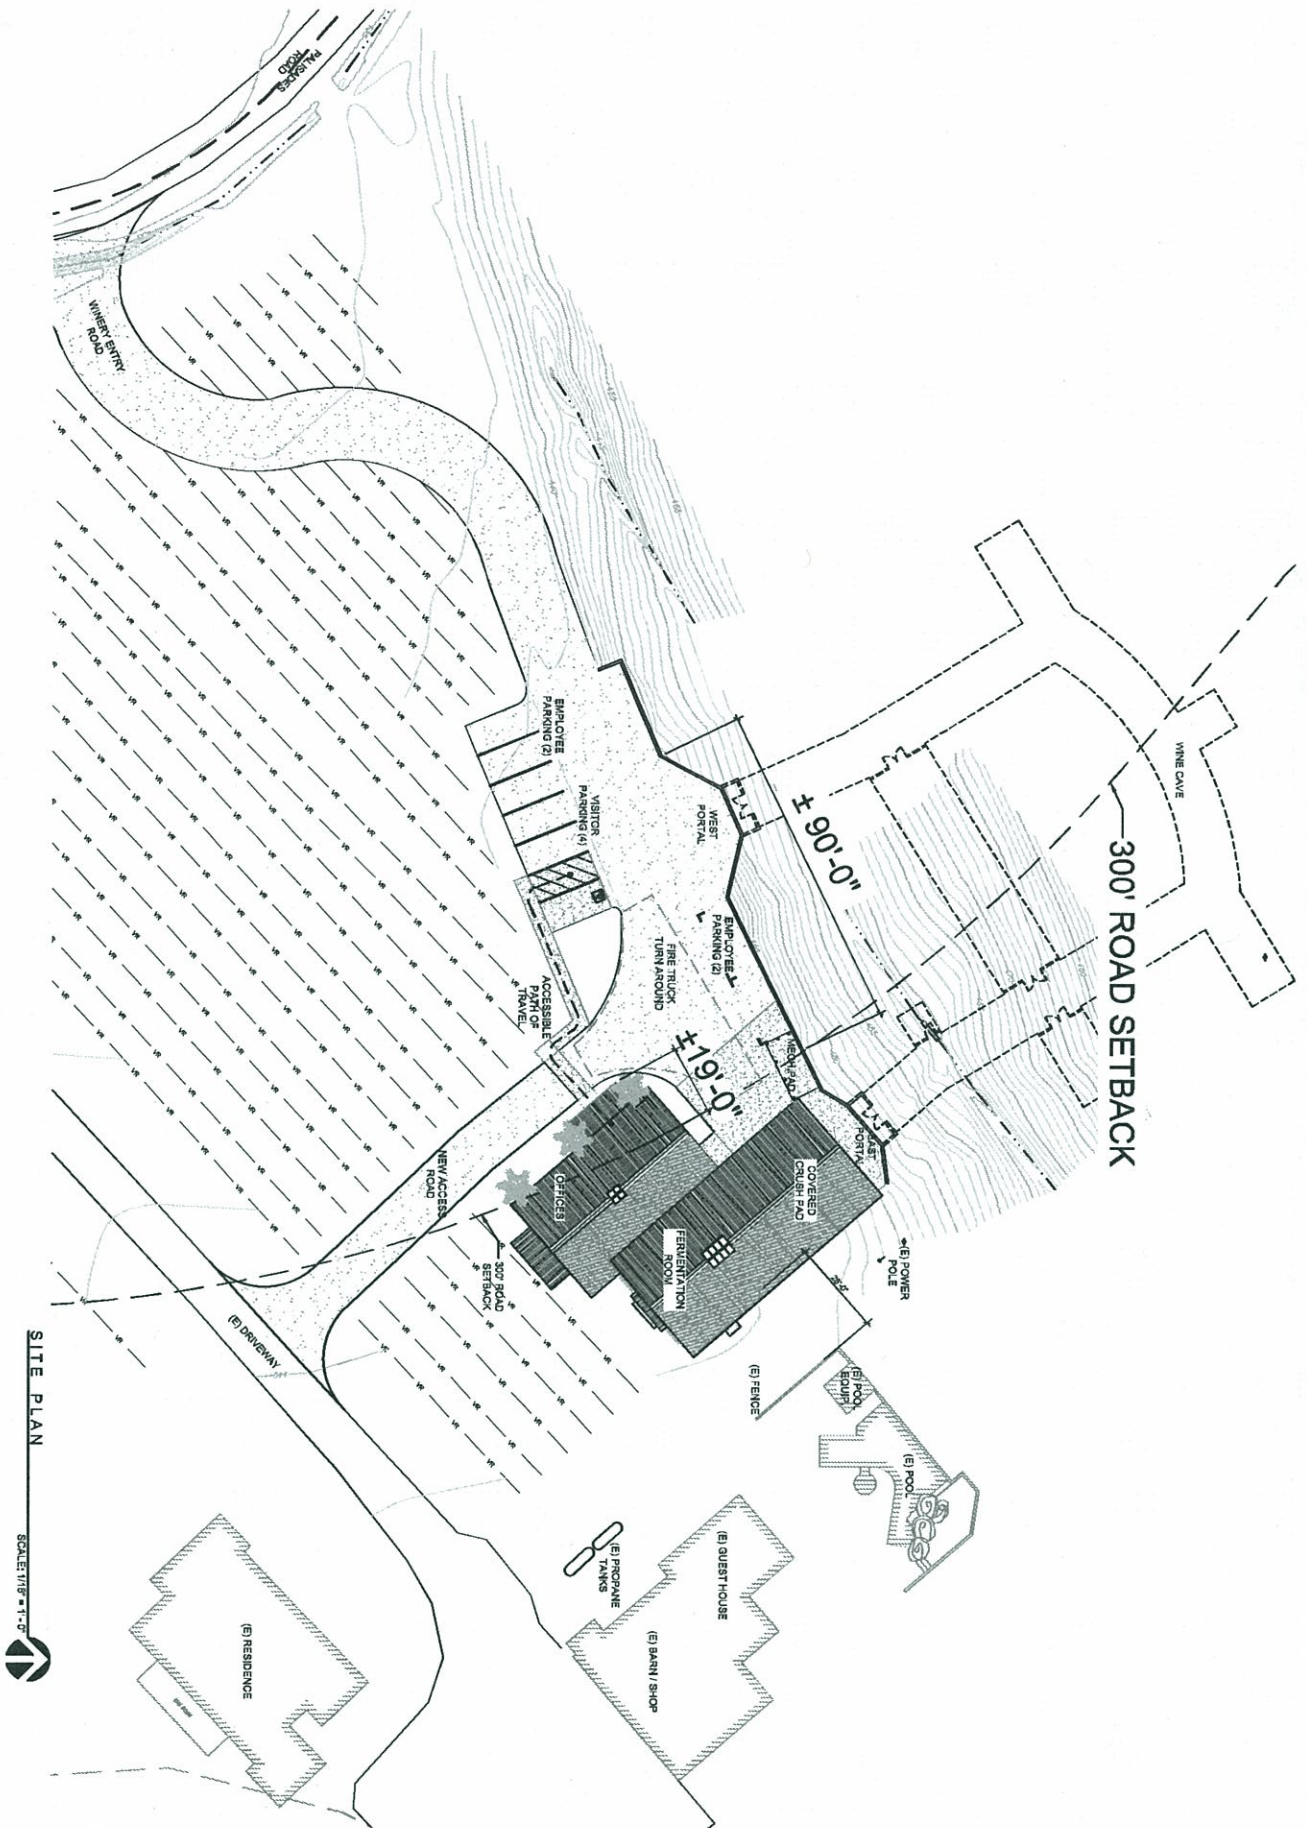 PALISADES
ROAD
WINERY ENTRY
ROAD
WINE CAVE
300' ROAD SETBACK
± 90'-0"
WEST
PORTAL
EMPLOYEE
PARKING (2)
VISITOR
PARKING (4)
EMPLOYEE
PARKING (2)
FIRE TRUCK
TURN AROUND
ACCESSIBLE
PATH OF
TRAVEL
±19'-0"
MECH PAD
EAST
PORTAL
COVERED
CRUSH PAD
OFFICES
FERMENTATION
ROOM
NEW ACCESS
ROAD
300' ROAD
SETBACK
(E) DRIVEWAY
(E) POWER
POLE
(E) FENCE
(E) POOL
EQUIP
(E) POOL
(E) PROPANE
TANKS
(E) GUEST HOUSE
(E) BARN / SHOP
(E) RESIDENCE
SITE PLAN
SCALE: 1/16" = 1'-0"